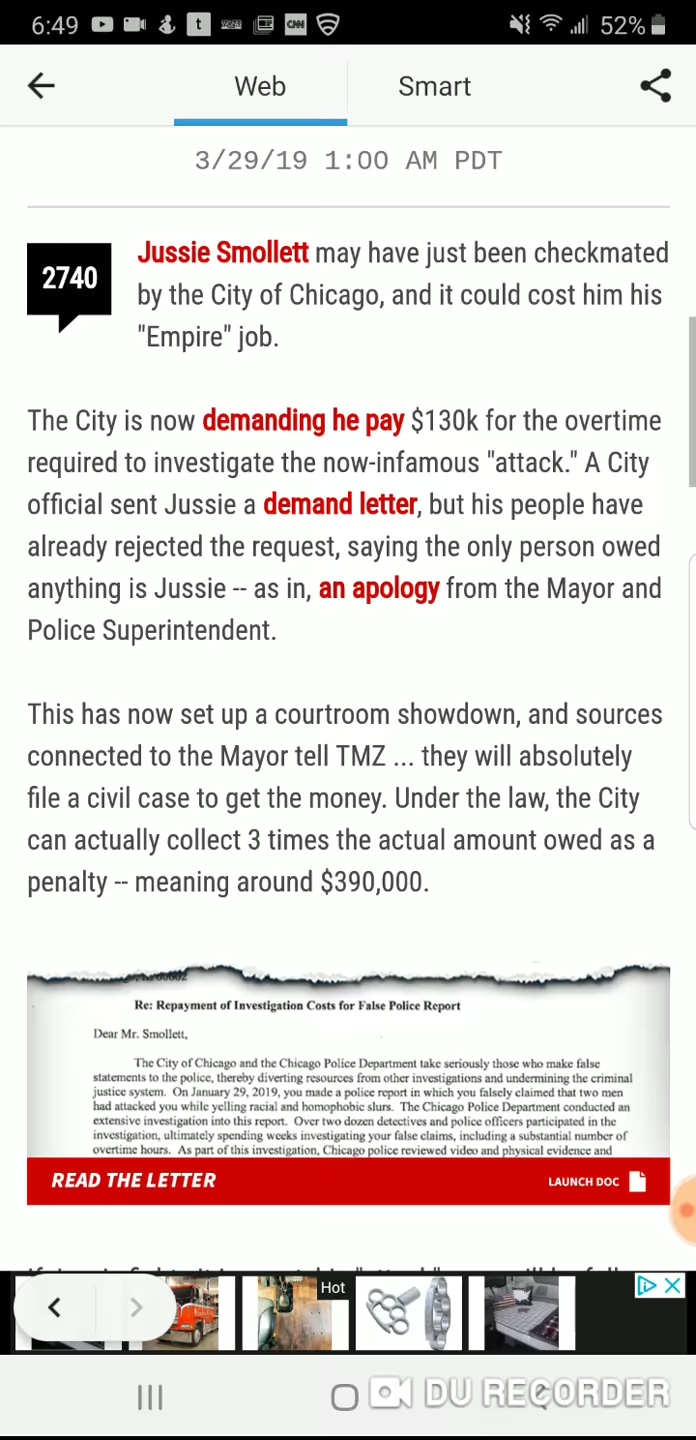 6:49 t CNN 52%
Web Smart
3/29/19 1:00 AM PDT
2740
Jussie Smollett may have just been checkmated
by the City of Chicago, and it could cost him his
"Empire" job.
The City is now demanding he pay $130k for the overtime
required to investigate the now-infamous "attack." A City
official sent Jussie a demand letter, but his people have
already rejected the request, saying the only person owed
anything is Jussie -- as in, an apology from the Mayor and
Police Superintendent.
This has now set up a courtroom showdown, and sources
connected to the Mayor tell TMZ ... they will absolutely
file a civil case to get the money. Under the law, the City
can actually collect 3 times the actual amount owed as a
penalty -- meaning around $390,000.
Re: Repayment of Investigation Costs for False Police Report
Dear Mr. Smollett,
The City of Chicago and the Chicago Police Department take seriously those who make false
statements to the police, thereby diverting resources from other investigations and undermining the criminal
justice system. On January 29, 2019, you made a police report in which you falsely claimed that two men
had attacked you while yelling racial and homophobic slurs. The Chicago Police Department conducted an
extensive investigation into this report. Over two dozen detectives and police officers participated in the
investigation, ultimately spending weeks investigating your false claims, including a substantial number of
overtime hours. As part of this investigation, Chicago police reviewed video and physical evidence and
READ THE LETTER LAUNCH DOC
Hot
DU RECORDER